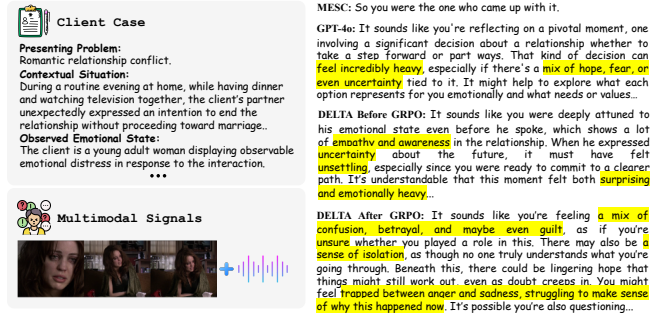 Client Case
Presenting Problem:
Romantic relationship conflict.
Contextual Situation:
During a routine evening at home, while having dinner
and watching television together, the client's partner
unexpectedly expressed an intention to end the
relationship without proceeding toward marriage..
Observed Emotional State:
The client is a young adult woman displaying observable
emotional distress in response to the interaction.
•••
Multimodal Signals
MESC: So you were the one who came up with it.
GPT-4o: It sounds like you're reflecting on a pivotal moment, one
involving a significant decision about a relationship whether to
take a step forward or part ways. That kind of decision can
feel incredibly heavy, especially if there's a mix of hope, fear, or
even uncertainty tied to it. It might help to explore what each
option represents for you emotionally and what needs or values...
DELTA Before GRPO: It sounds like you were deeply attuned to
his emotional state even before he spoke, which shows a lot
of empathy and awareness in the relationship. When he expressed
uncertainty about the future, it must have felt
unsettling, especially since you were ready to commit to a clearer
path. It's understandable that this moment felt both surprising
and emotionally heavy...
DELTA After GRPO: It sounds like you're feeling a mix of
confusion, betrayal, and maybe even guilt, as if you're
unsure whether you played a role in this. There may also be a
sense of isolation, as though no one truly understands what you're
going through. Beneath this, there could be lingering hope that
things might still work out, even as doubt creeps in. You might
feel trapped between anger and sadness, struggling to make sense
of why this happened now. It's possible you're also questioning...